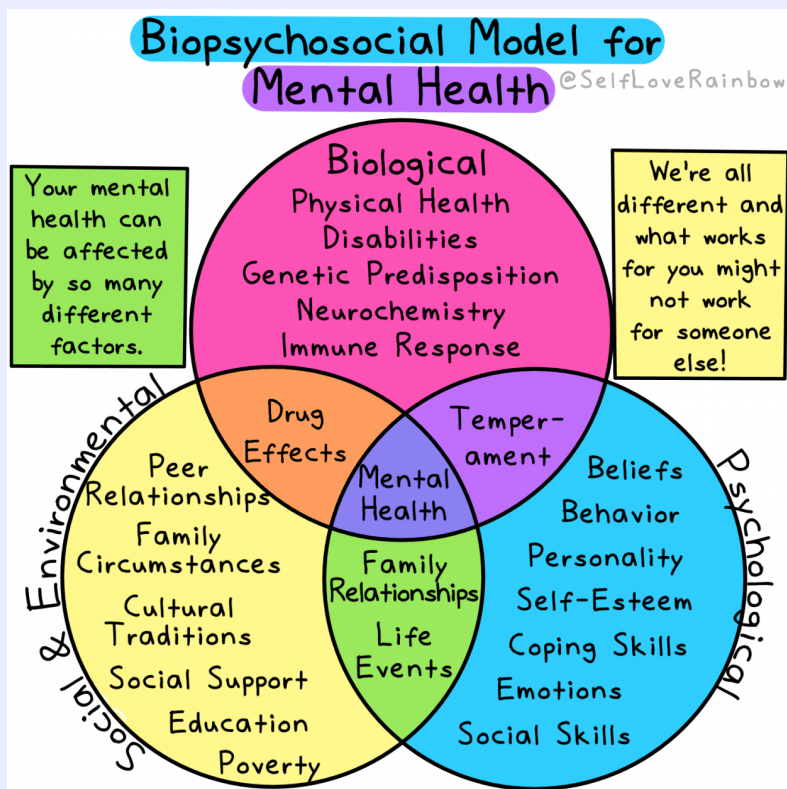 Biopsychosocial Model for
Mental Health
@SelfLoveRainbow
Your mental
health can
be affected
by so many
different
factors.
Biological
Physical Health
Disabilities
Genetic Predisposition
Neurochemistry
Immune Response
We're all
different and
what works
for you might
not work
for someone
else!
Drug
Effects
Temper-
ament
Mental
Health
Social & Environmental
Peer
Relationships
Family
Circumstances
Cultural
Traditions
Social Support
Education
Poverty
Family
Relationships
Life
Events
Psychological
Beliefs
Behavior
Personality
Self-Esteem
Coping Skills
Emotions
Social Skills